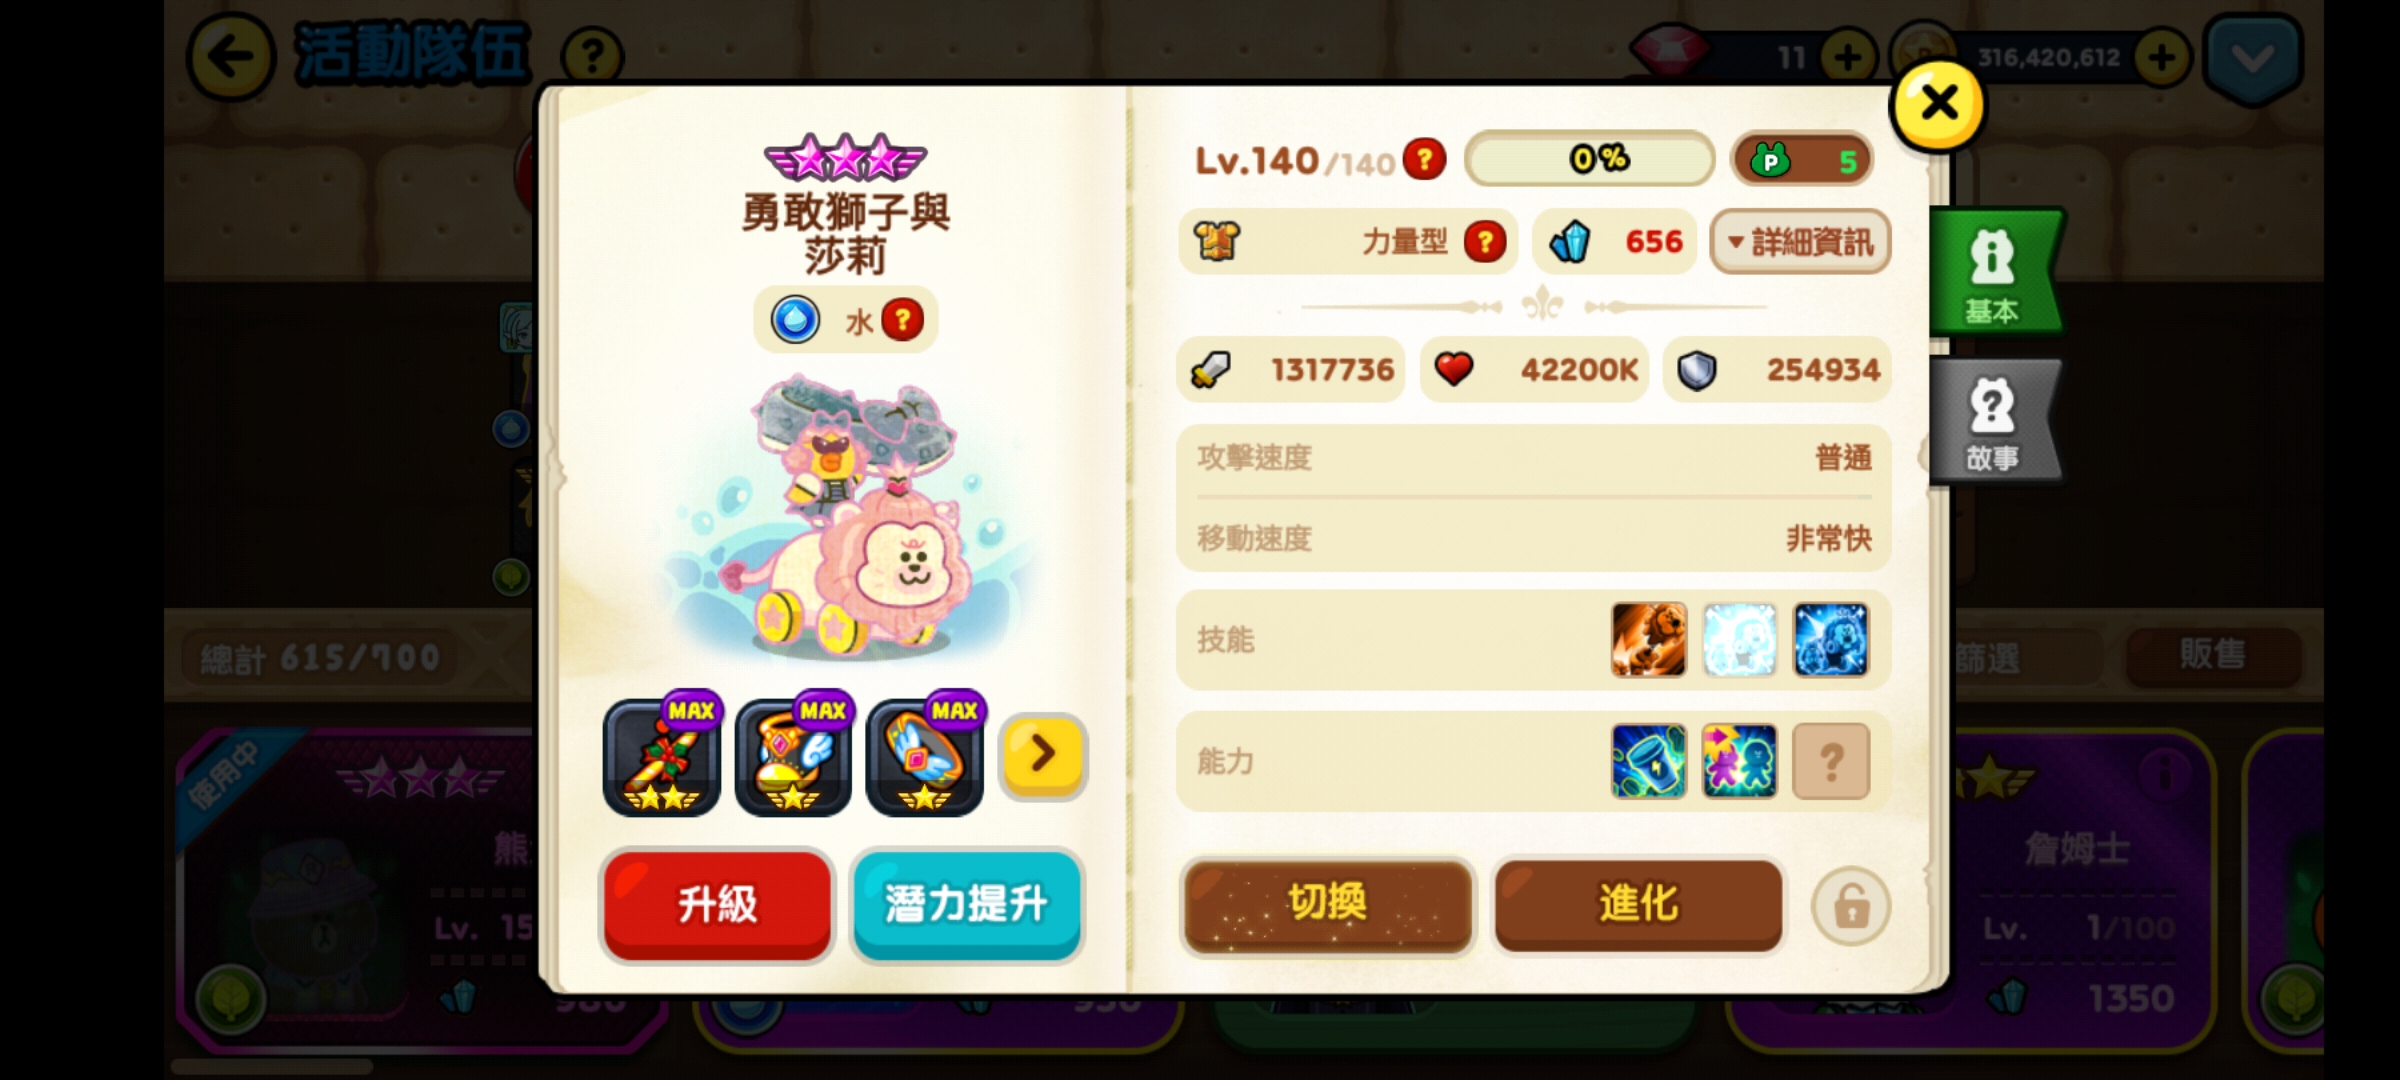 活動隊伍 ?
11
316,420,612
勇敢獅子與
莎莉
水 ?
Lv.140/140 ? 0% P 5
力量型 ? 656 詳細資訊
1317736 42200K 254934
攻擊速度 普通
移動速度 非常快
技能
能力 ?
MAX MAX MAX
升級 潛力提升 切換 進化
基本
故事
總計 615/700
篩選 販售
使用中
熊
Lv. 15
980
950
詹姆士
Lv. 1/100
1350